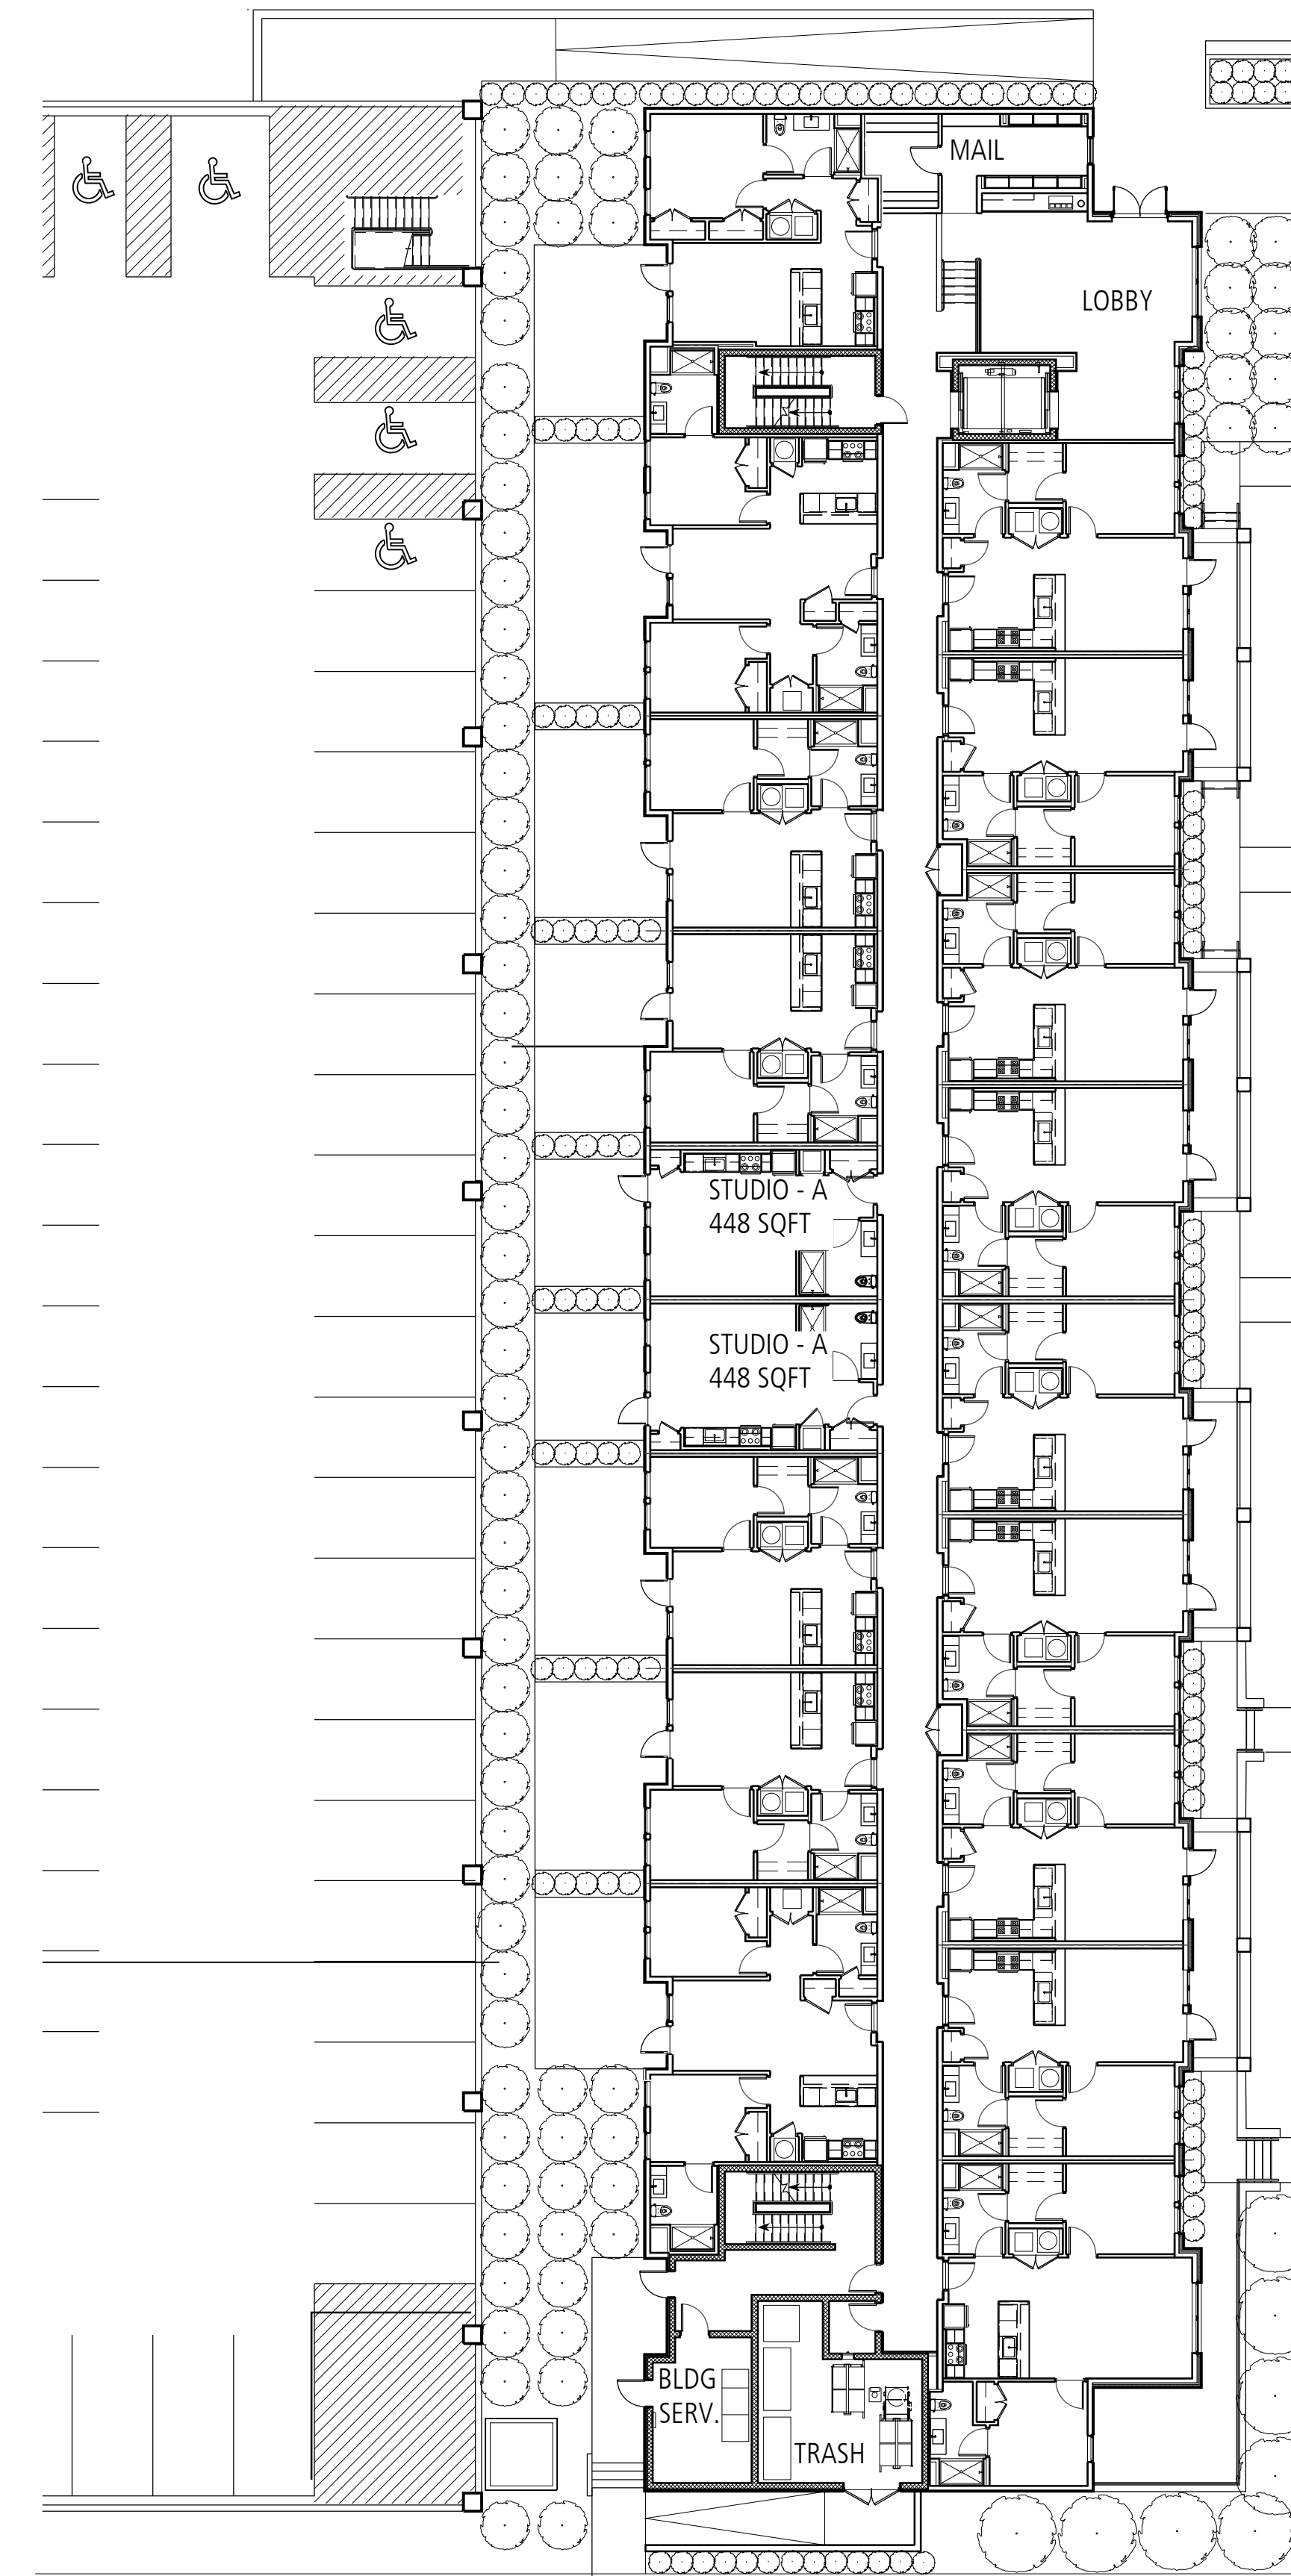 MAIL
LOBBY
STUDIO - A
448 SQFT
STUDIO - A
448 SQFT
BLDG
SERV.
TRASH